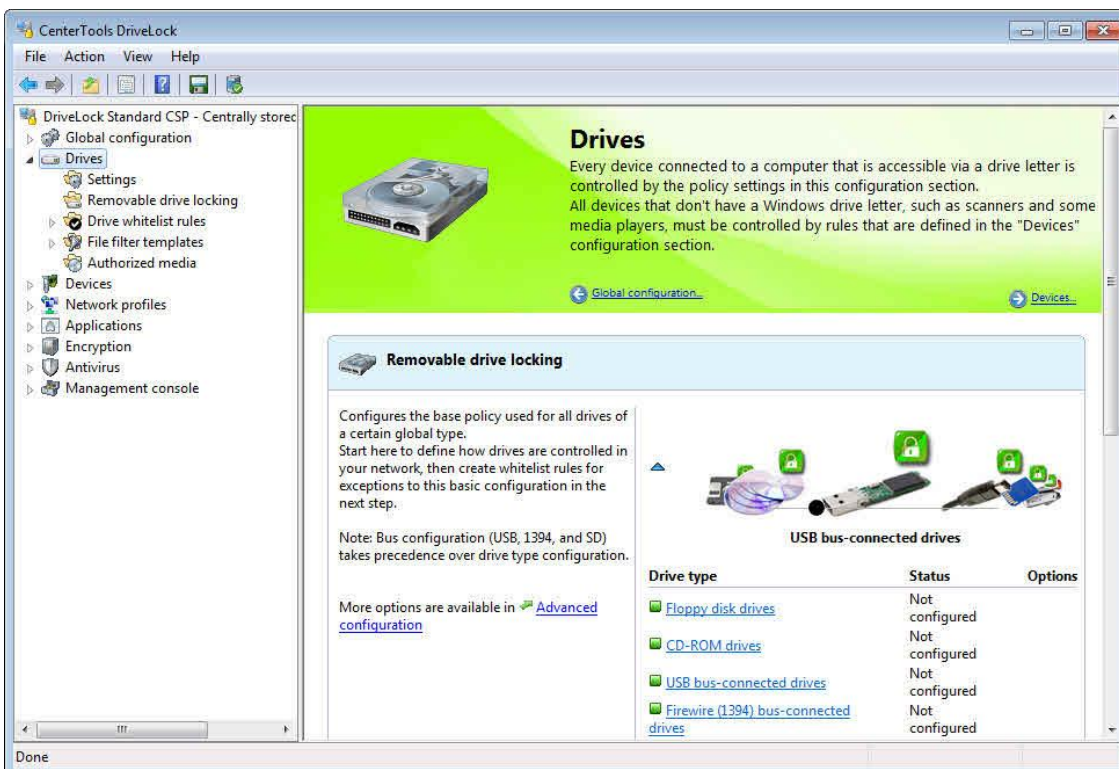 CenterTools DriveLock
File Action View Help
DriveLock Standard CSP - Centrally storec
Global configuration
Drives
Settings
Removable drive locking
Drive whitelist rules
File filter templates
Authorized media
Devices
Network profiles
Applications
Encryption
Antivirus
Management console
Drives
Every device connected to a computer that is accessible via a drive letter is
controlled by the policy settings in this configuration section.
All devices that don't have a Windows drive letter, such as scanners and some
media players, must be controlled by rules that are defined in the "Devices"
configuration section.
Global configuration...
Devices...
Removable drive locking
Configures the base policy used for all drives of
a certain global type.
Start here to define how drives are controlled in
your network, then create whitelist rules for
exceptions to this basic configuration in the
next step.
Note: Bus configuration (USB, 1394, and SD)
takes precedence over drive type configuration.
More options are available in Advanced
configuration
USB bus-connected drives
Drive type Status Options
Floppy disk drives Not
configured
CD-ROM drives Not
configured
USB bus-connected drives Not
configured
Firewire (1394) bus-connected Not
drives configured
Done